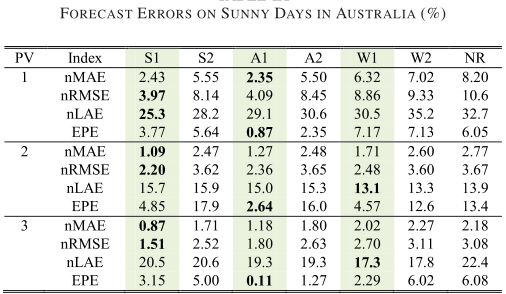 FORECAST ERRORS ON SUNNY DAYS IN AUSTRALIA (%)
PV Index S1 S2 A1 A2 W1 W2 NR
1 nMAE 2.43 5.55 2.35 5.50 6.32 7.02 8.20
nRMSE 3.97 8.14 4.09 8.45 8.86 9.33 10.6
nLAE 25.3 28.2 29.1 30.6 30.5 35.2 32.7
EPE 3.77 5.64 0.87 2.35 7.17 7.13 6.05
2 nMAE 1.09 2.47 1.27 2.48 1.71 2.60 2.77
nRMSE 2.20 3.62 2.36 3.65 2.48 3.60 3.67
nLAE 15.7 15.9 15.0 15.3 13.1 13.3 13.9
EPE 4.85 17.9 2.64 16.0 4.57 12.6 13.4
3 nMAE 0.87 1.71 1.18 1.80 2.02 2.27 2.18
nRMSE 1.51 2.52 1.80 2.63 2.70 3.11 3.08
nLAE 20.5 20.6 19.3 19.3 17.3 17.8 22.4
EPE 3.15 5.00 0.11 1.27 2.29 6.02 6.08